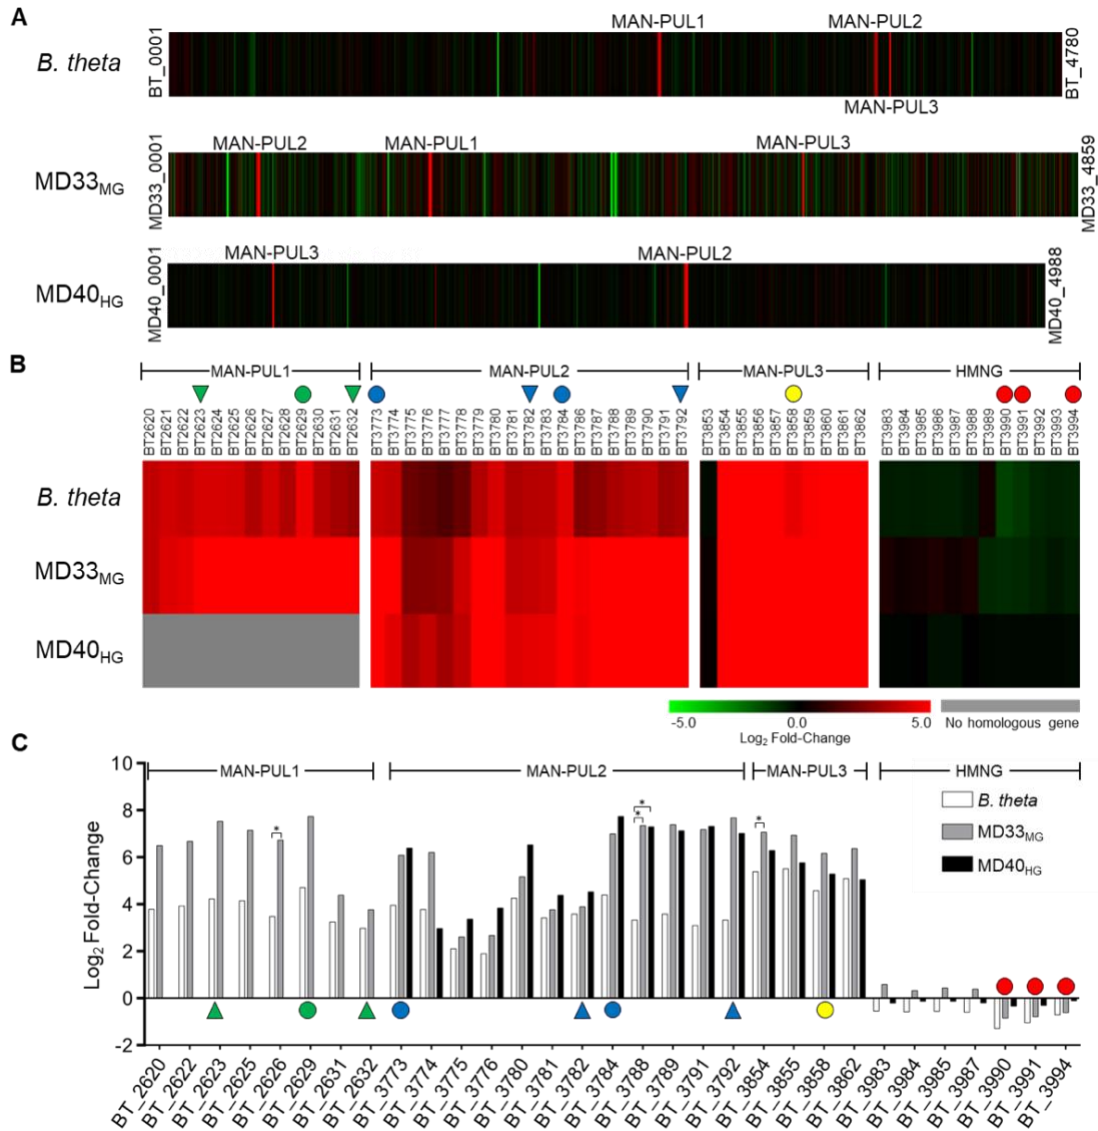 A
MAN-PUL1
MAN-PUL2
B. theta
BT_0001
BT_4780
MAN-PUL3
MAN-PUL2
MAN-PUL1
MAN-PUL3
MD33MG
MD33_0001
MD33_4859
MAN-PUL3
MAN-PUL2
MD40HG
MD40_0001
MD40_4988
B
MAN-PUL1
MAN-PUL2
MAN-PUL3
HMNG
BT2620
BT2621
BT2622
BT2623
BT2624
BT2625
BT2626
BT2627
BT2628
BT2629
BT2630
BT2631
BT2632
BT3773
BT3774
BT3775
BT3776
BT3777
BT3778
BT3779
BT3780
BT3781
BT3782
BT3783
BT3784
BT3786
BT3787
BT3788
BT3789
BT3790
BT3791
BT3792
BT3853
BT3854
BT3855
BT3856
BT3857
BT3858
BT3859
BT3860
BT3861
BT3862
BT3983
BT3984
BT3985
BT3986
BT3987
BT3988
BT3989
BT3990
BT3991
BT3992
BT3993
BT3994
B. theta
MD33MG
MD40HG
-5.0
0.0
5.0
No homologous gene
Log2 Fold-Change
C
MAN-PUL1
MAN-PUL2
MAN-PUL3
HMNG
B. theta
MD33MG
MD40HG
Log2 Fold-Change
10
8
6
4
2
0
-2
*
*
*
*
BT_2620
BT_2622
BT_2623
BT_2625
BT_2626
BT_2629
BT_2631
BT_2632
BT_3773
BT_3774
BT_3775
BT_3776
BT_3780
BT_3781
BT_3782
BT_3784
BT_3788
BT_3789
BT_3791
BT_3792
BT_3854
BT_3855
BT_3858
BT_3862
BT_3983
BT_3984
BT_3985
BT_3987
BT_3990
BT_3991
BT_3994